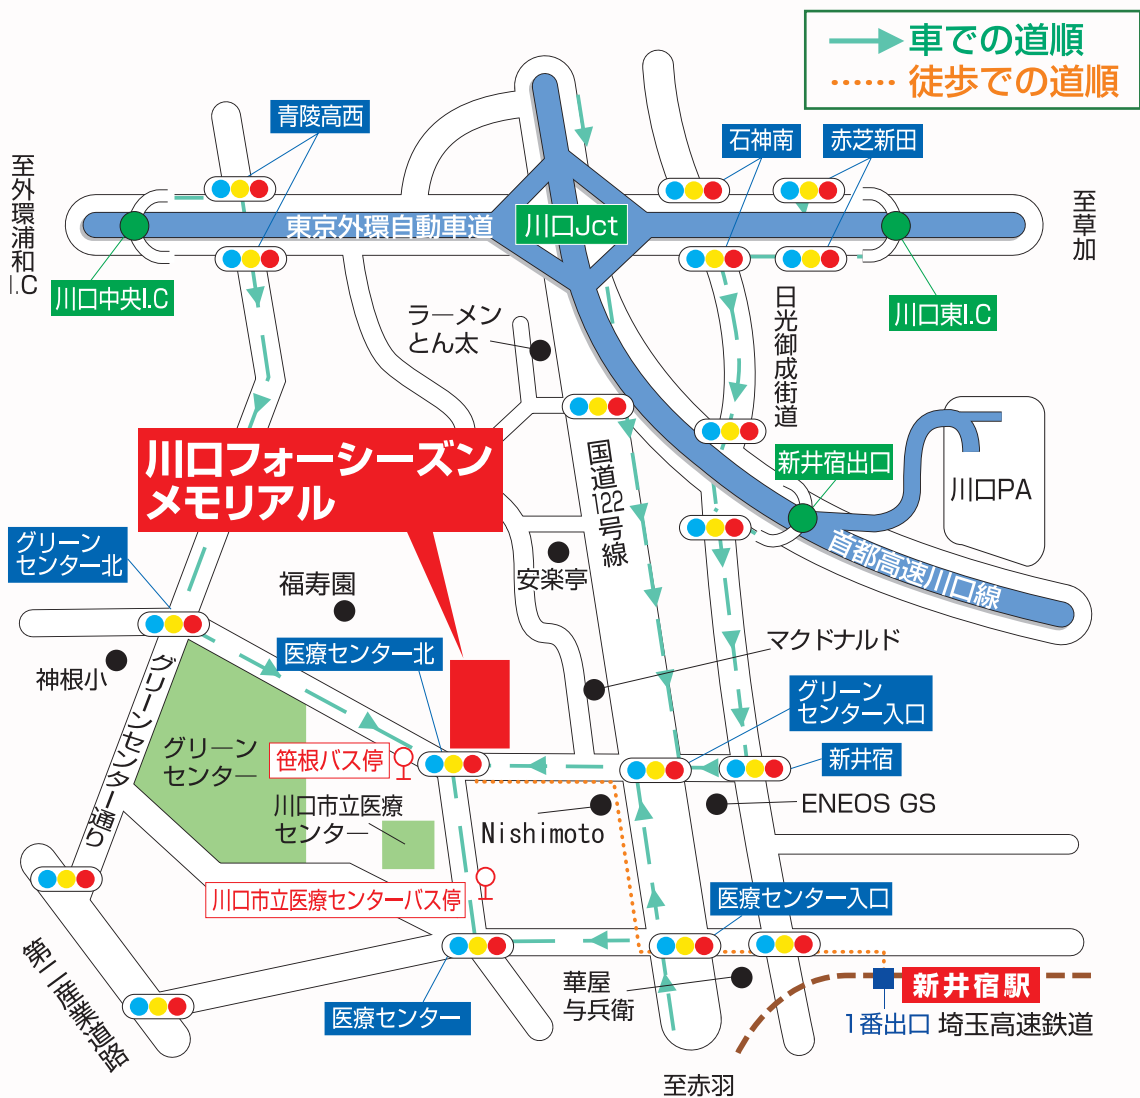 車での道順
徒歩での道順
青陵高西
石神南
赤芝新田
至外環浦和I.C
至草加
東京外環自動車道
川口Jct
川口中央I.C
川口東I.C
ラーメン
とん太
日光御成街道
川口フォーシーズン
メモリアル
国道122号線
新井宿出口
川口PA
首都高速川口線
グリーン
センター北
福寿園
安楽亭
マクドナルド
神根小
医療センター北
グリーンセンター通り
グリーン
センター
笹根バス停
グリーン
センター入口
新井宿
川口市立医療
センター
Nishimoto
ENEOS GS
川口市立医療センターバス停
医療センター入口
第二産業道路
医療センター
華屋
与兵衛
新井宿駅
1番出口
埼玉高速鉄道
至赤羽